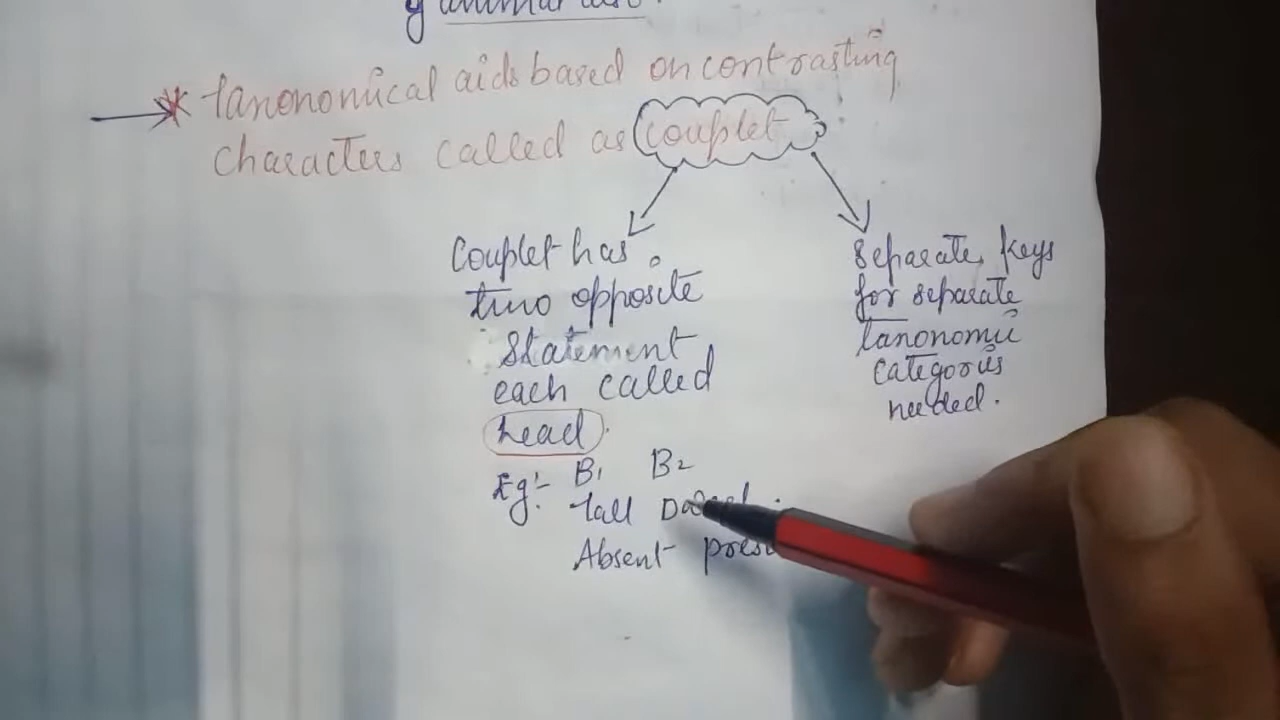 taxonomical aids based on contrasting
characters called as couplet
Couplet has
two opposite
statement
each called
Lead.
Eg:- B1 B2
Tall
Absent
separate keys
for separate
taxonomic
categories
needed.